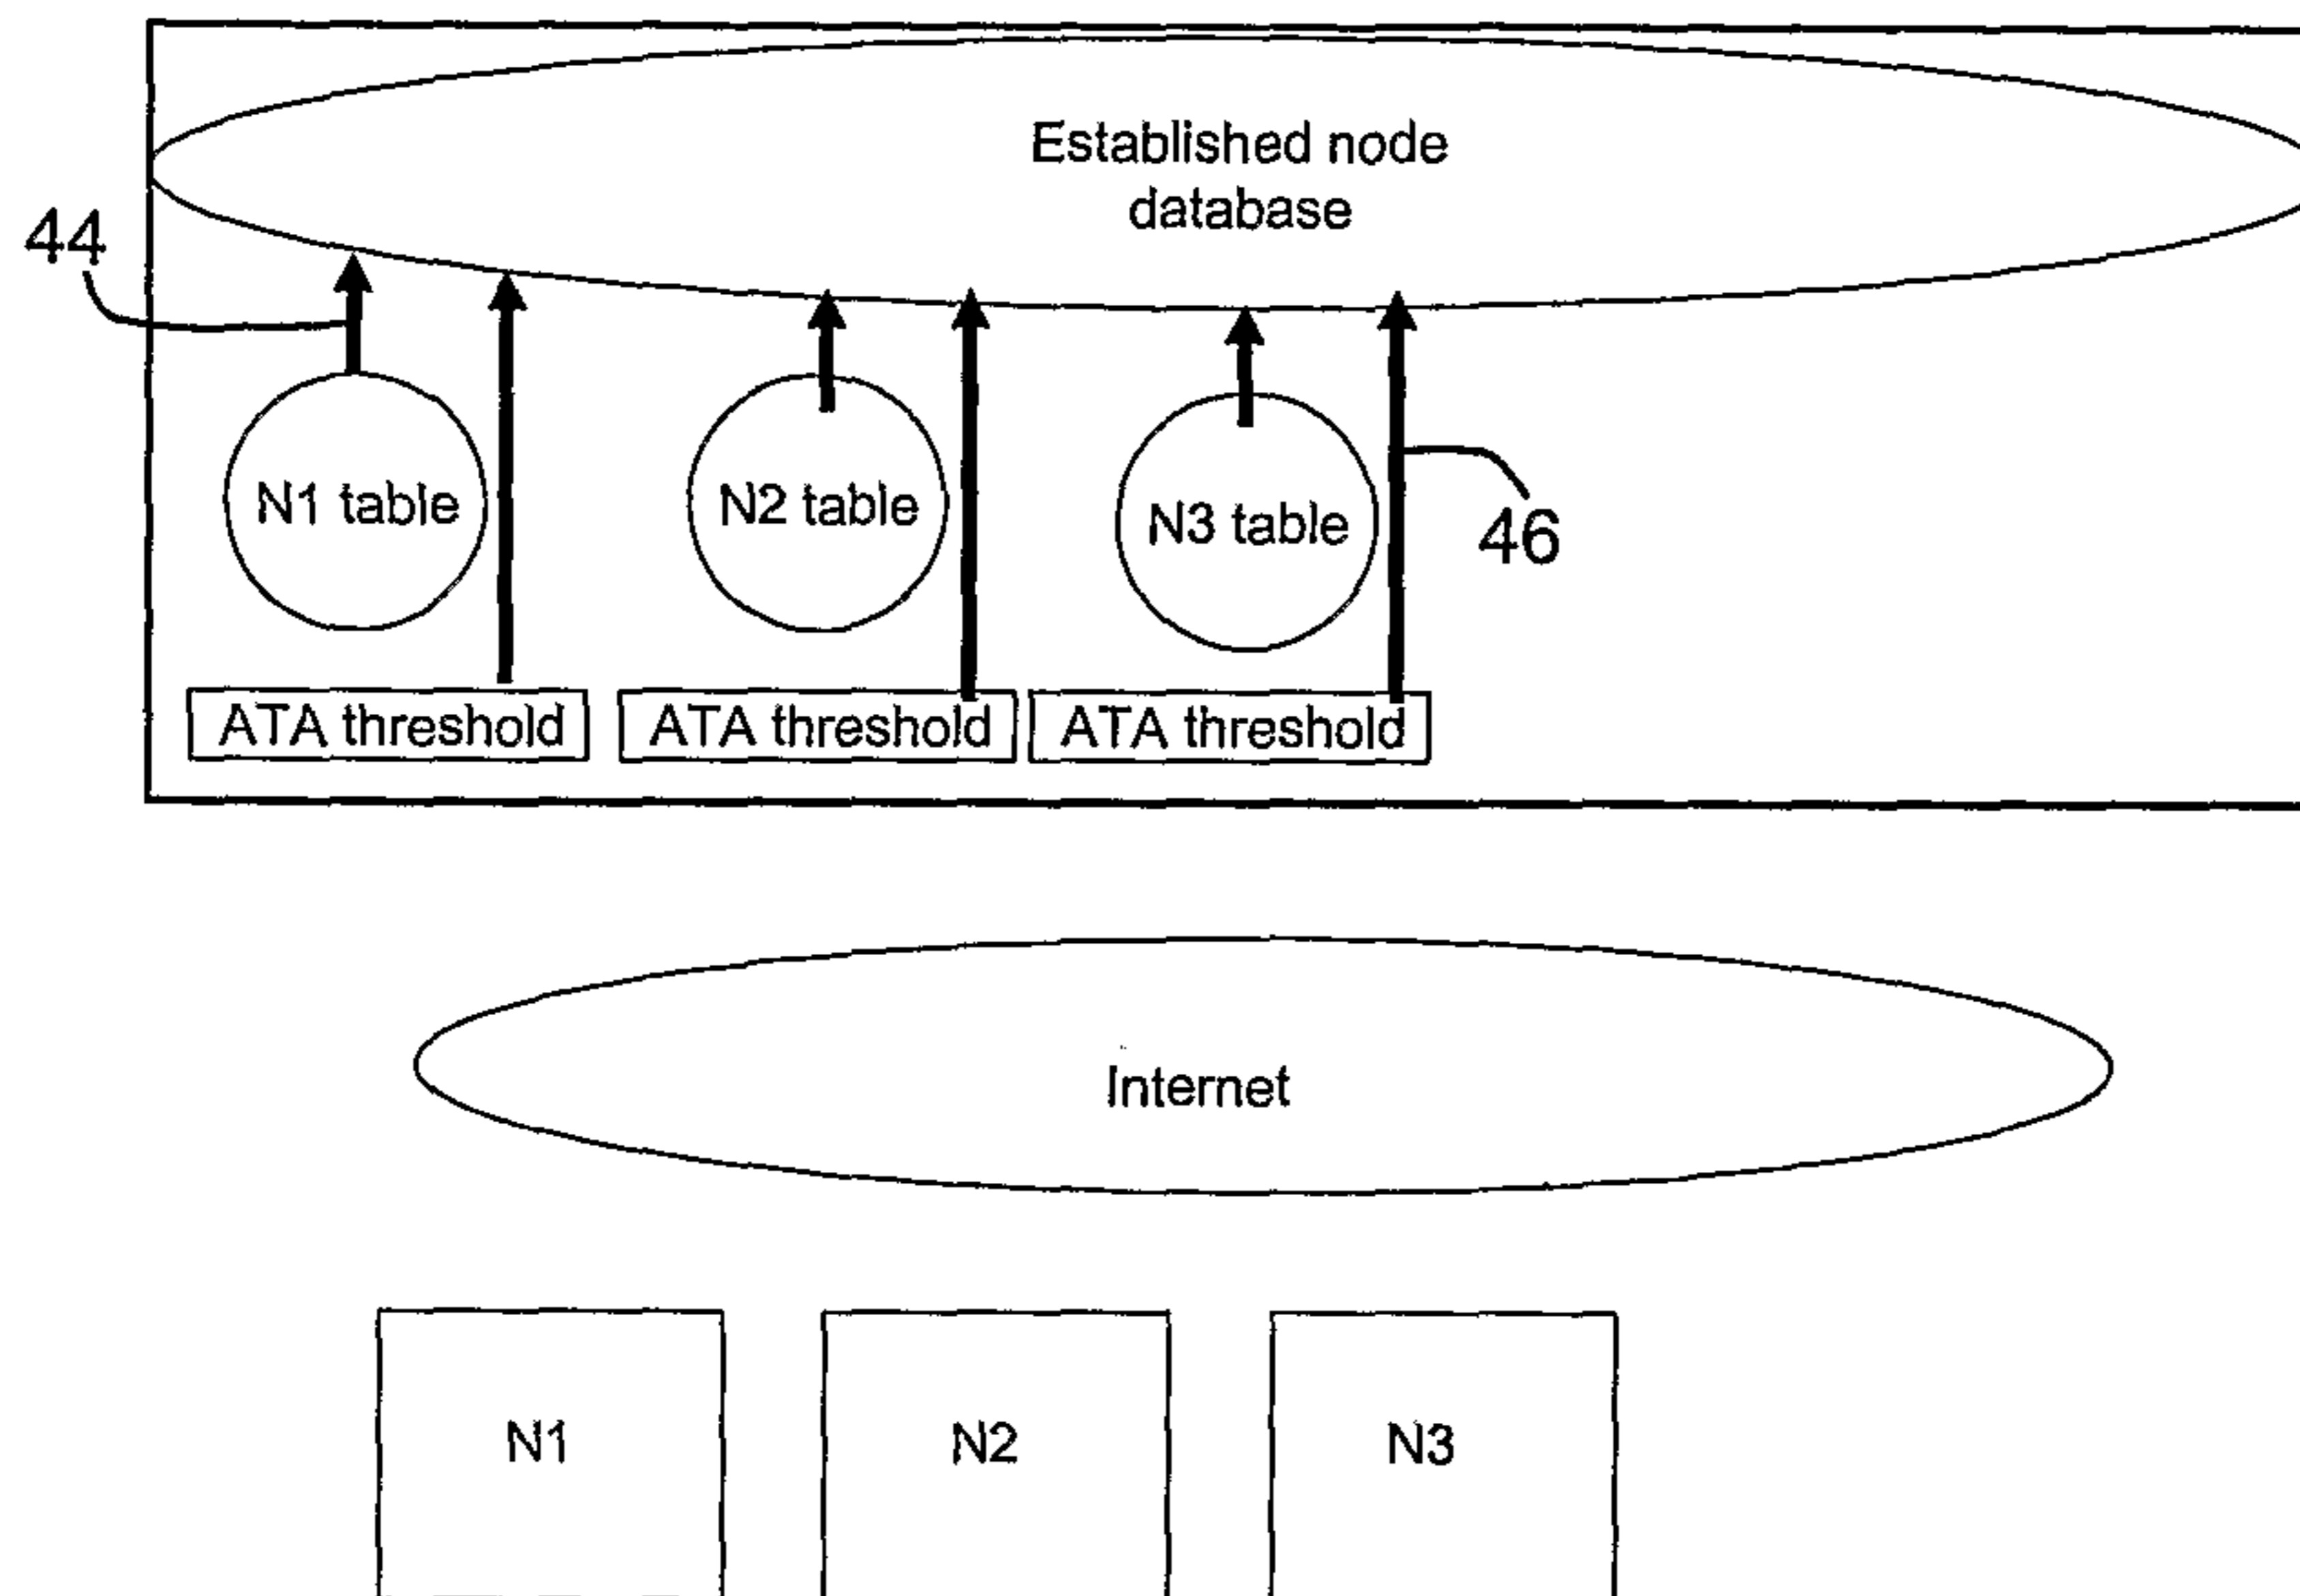 Established node
database
44
N1 table
N2 table
N3 table
46
ATA threshold
ATA threshold
ATA threshold
Internet
N1
N2
N3